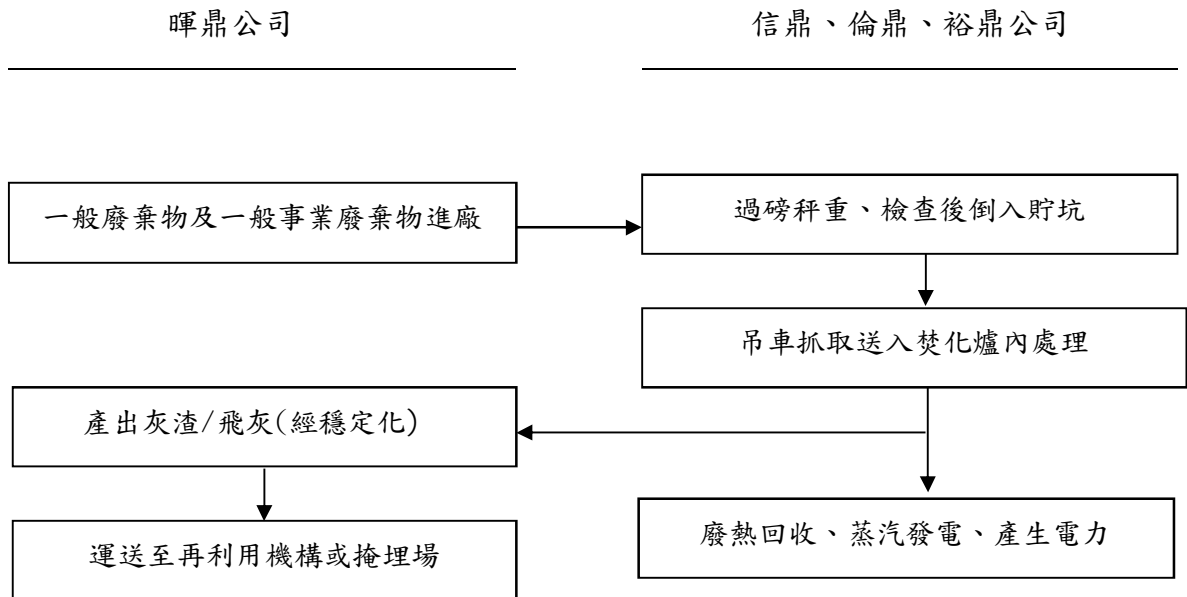 暉鼎公司
信鼎、倫鼎、裕鼎公司
一般廢棄物及一般事業廢棄物進廠
過磅秤重、檢查後倒入貯坑
吊車抓取送入焚化爐內處理
產出灰渣/飛灰(經穩定化)
廢熱回收、蒸汽發電、產生電力
運送至再利用機構或掩埋場